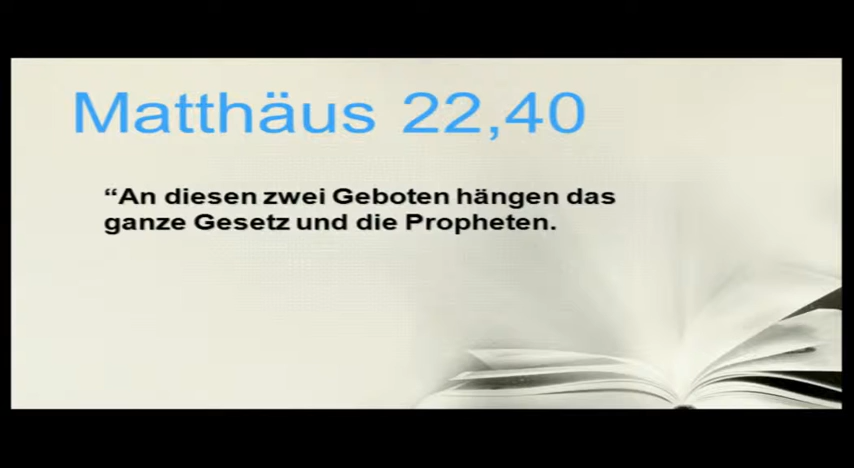 Matthäus 22,40
“An diesen zwei Geboten hängen das
ganze Gesetz und die Propheten.